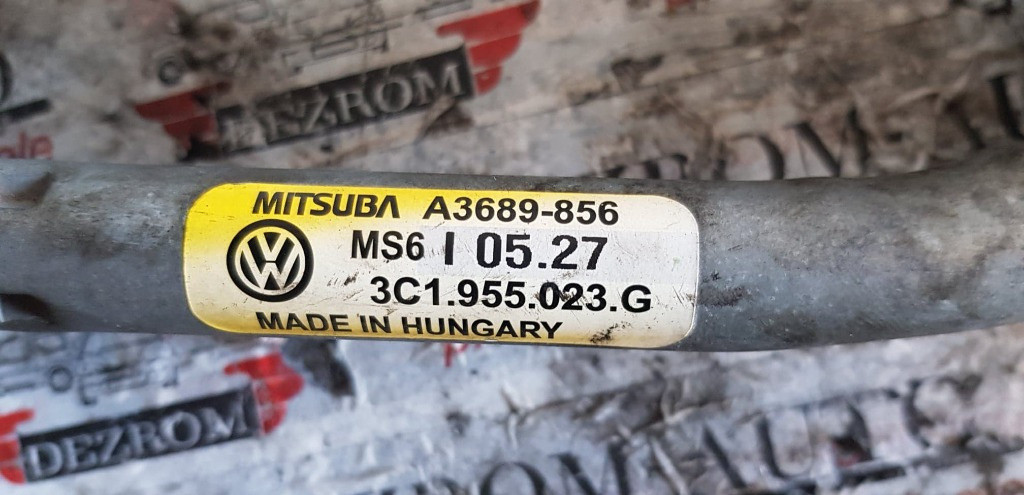 DEZROM
MITSUBA A3689-856
MS6 I 05.27
3C1.955.023.G
MADE IN HUNGARY
DEZROM